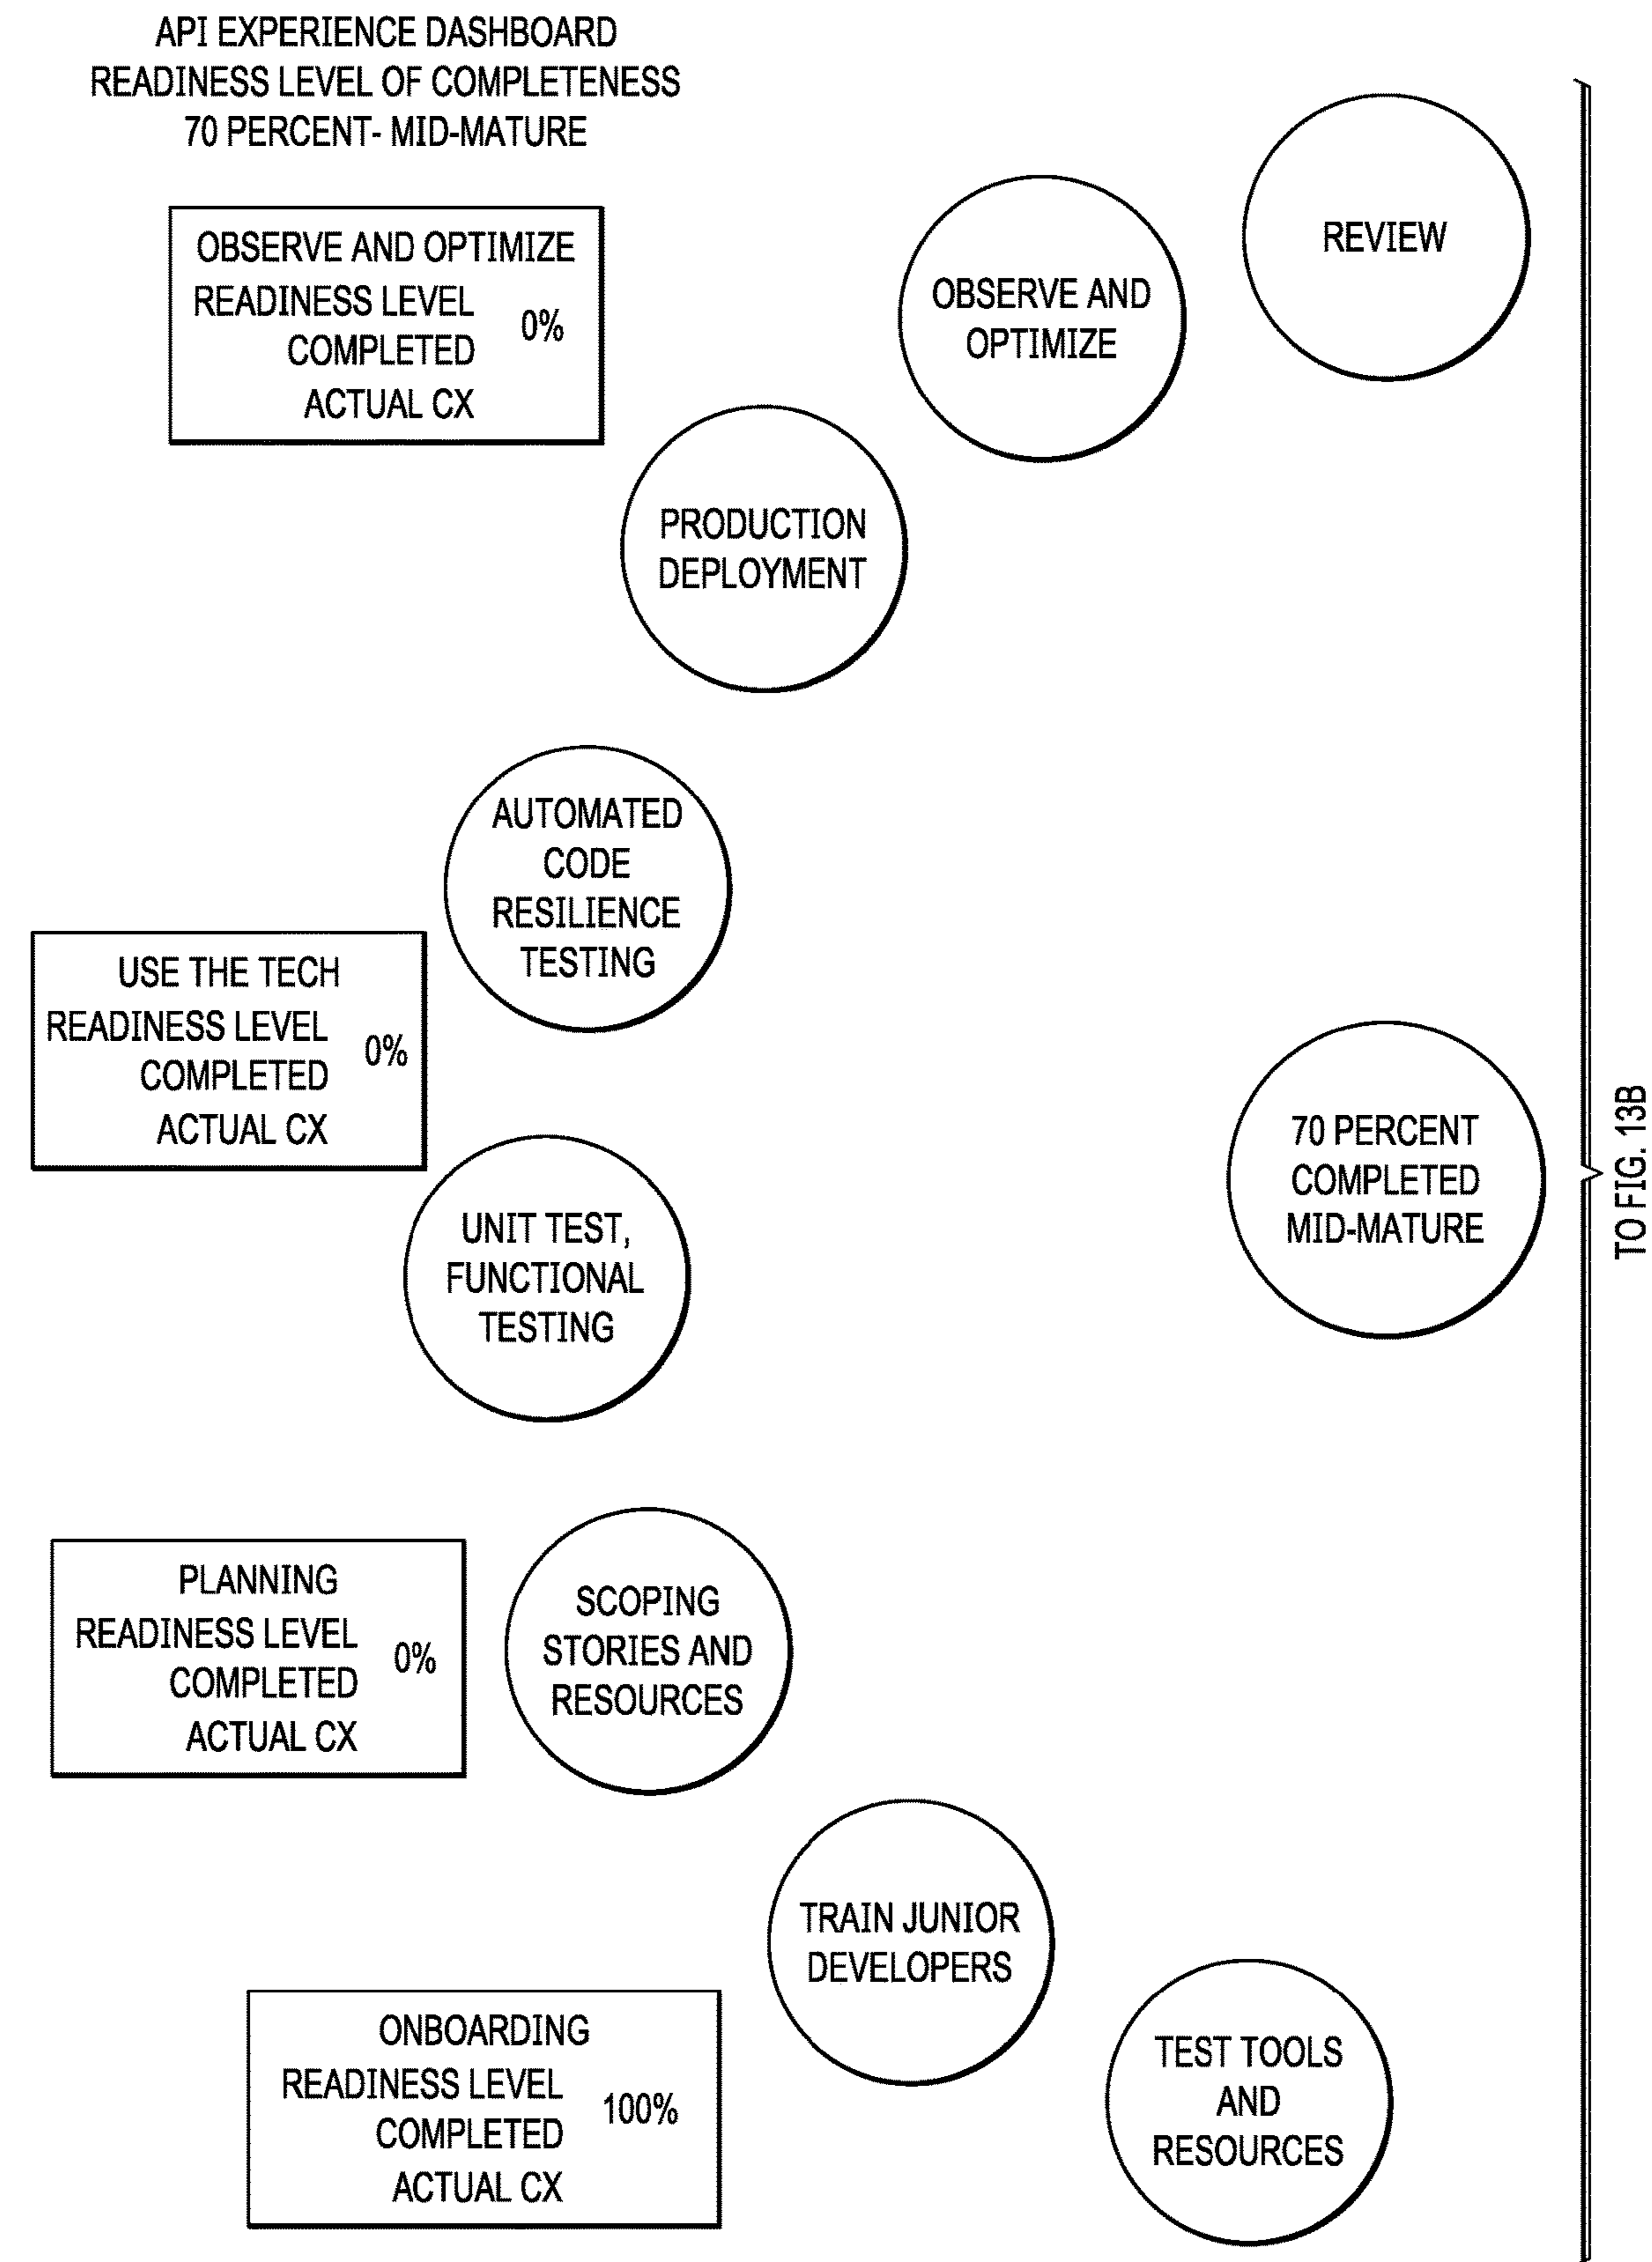 API EXPERIENCE DASHBOARD
READINESS LEVEL OF COMPLETENESS
70 PERCENT- MID-MATURE
REVIEW
OBSERVE AND OPTIMIZE
READINESS LEVEL
COMPLETED
0%
ACTUAL CX
OBSERVE AND
OPTIMIZE
PRODUCTION
DEPLOYMENT
AUTOMATED
CODE
RESILIENCE
TESTING
USE THE TECH
READINESS LEVEL
COMPLETED
0%
ACTUAL CX
70 PERCENT
COMPLETED
MID-MATURE
TO FIG. 13B
UNIT TEST,
FUNCTIONAL
TESTING
PLANNING
READINESS LEVEL
COMPLETED
0%
ACTUAL CX
SCOPING
STORIES AND
RESOURCES
TRAIN JUNIOR
DEVELOPERS
ONBOARDING
READINESS LEVEL
COMPLETED
100%
ACTUAL CX
TEST TOOLS
AND
RESOURCES